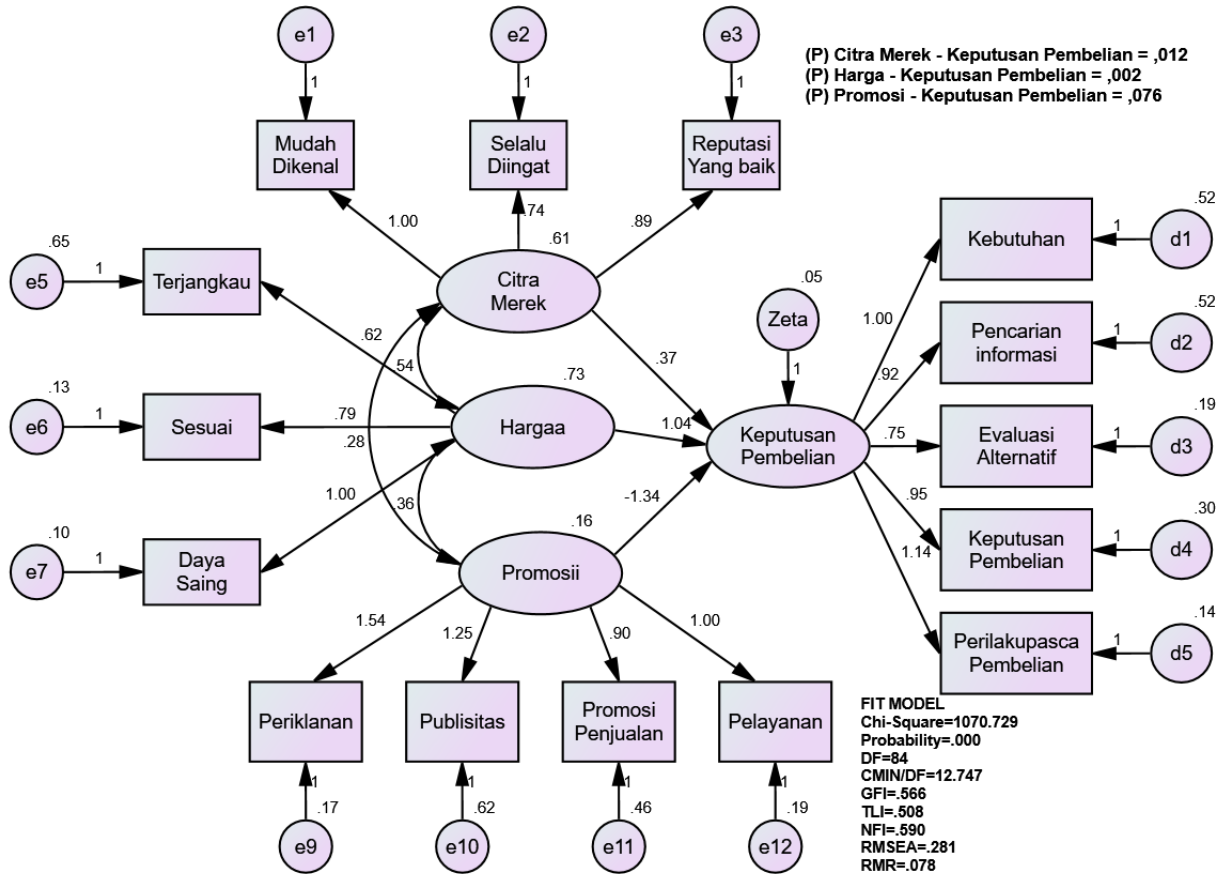 e1
e2
e3
(P) Citra Merek - Keputusan Pembelian = ,012
(P) Harga - Keputusan Pembelian = ,002
(P) Promosi - Keputusan Pembelian = ,076
1
1
1
Mudah
Dikenal
Selalu
Diingat
Reputasi
Yang baik
1.00
.74
.89
.61
Citra
Merek
.65
e5
1
Terjangkau
.62
.54
.13
e6
1
Sesuai
.79
.28
.73
Hargaa
.10
e7
1
Daya
Saing
1.00
.36
.16
Promosii
.37
1.04
-1.34
.05
Zeta
1
Keputusan
Pembelian
1.00
.92
.75
.95
1.14
Kebutuhan
1
.52
d1
Pencarian
informasi
1
.52
d2
Evaluasi
Alternatif
1
.19
d3
Keputusan
Pembelian
1
.30
d4
Perilakupasca
Pembelian
1
.14
d5
1.54
1.25
.90
1.00
Periklanan
Publisitas
Promosi
Penjualan
Pelayanan
1
1
1
1
.17
.62
.46
.19
e9
e10
e11
e12
FIT MODEL
Chi-Square=1070.729
Probability=.000
DF=84
CMIN/DF=12.747
GFI=.566
TLI=.508
NFI=.590
RMSEA=.281
RMR=.078